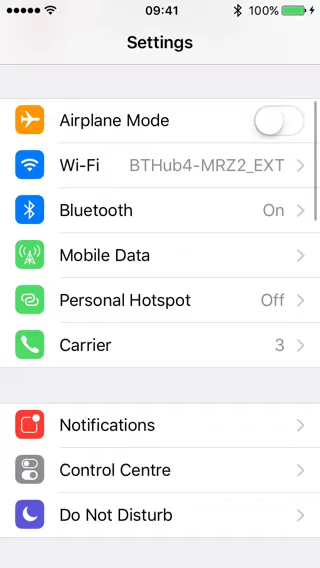 09:41 100%
Settings
Airplane Mode
Wi-Fi BTHub4-MRZ2_EXT
Bluetooth On
Mobile Data
Personal Hotspot Off
Carrier 3
Notifications
Control Centre
Do Not Disturb